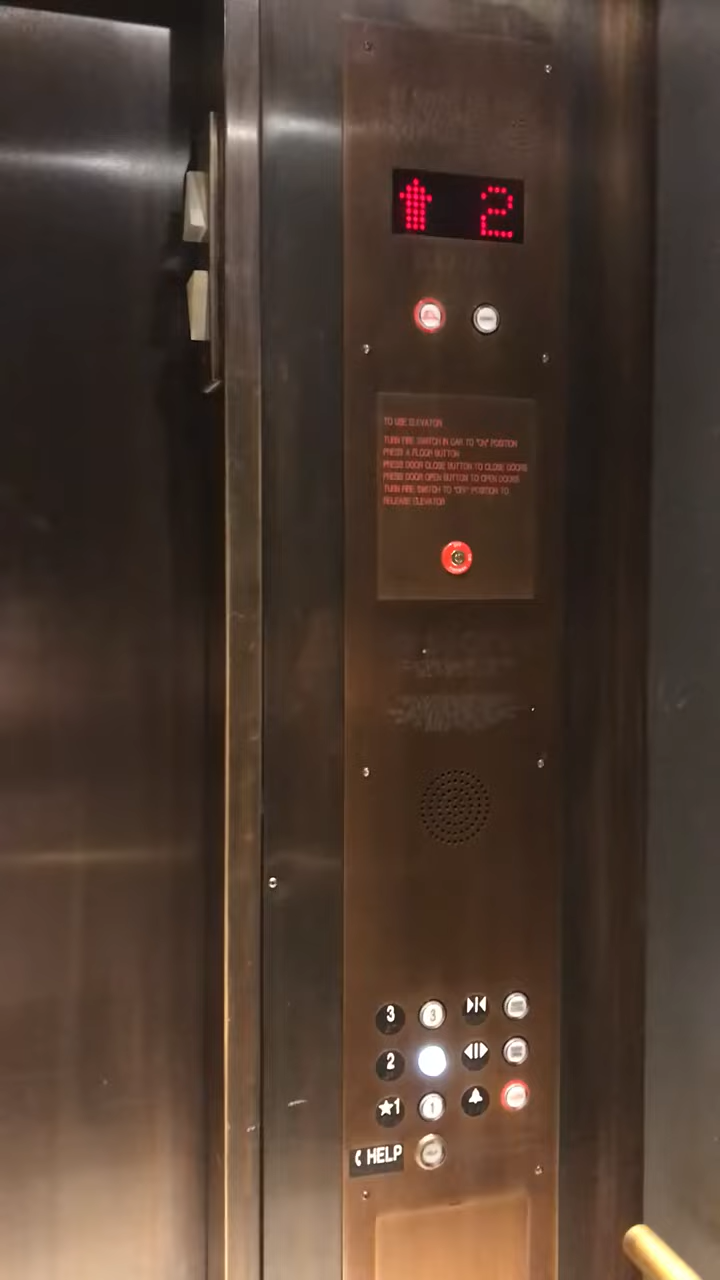 2
TO USE ELEVATOR
TURN FIRE SWITCH IN CAR TO "ON" POSITION
PRESS A FLOOR BUTTON
PRESS DOOR CLOSE BUTTON TO CLOSE DOORS
PRESS DOOR OPEN BUTTON TO OPEN DOORS
TURN FIRE SWITCH TO "OFF" POSITION TO
RELEASE ELEVATOR
3 3
2
★1 1
HELP